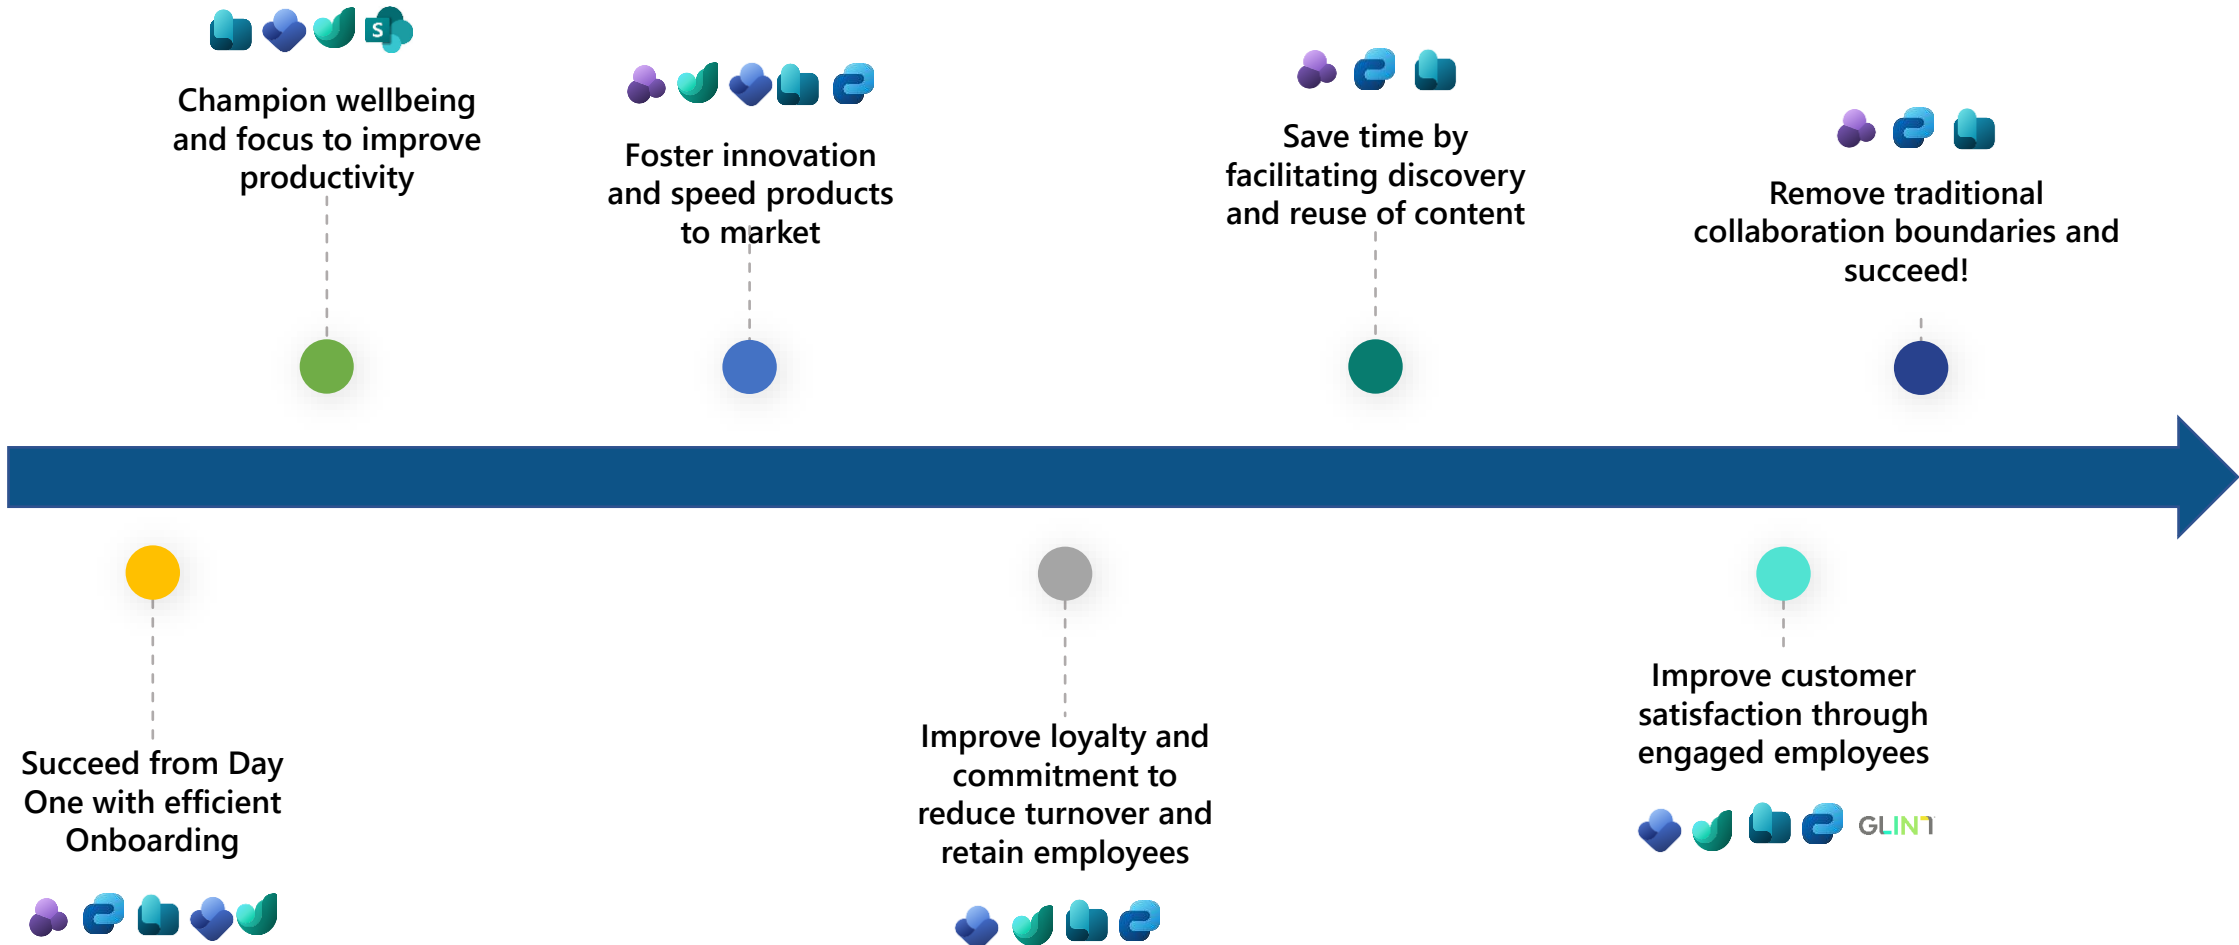 S
Champion wellbeing
and focus to improve
productivity
Foster innovation
and speed products
to market
Save time by
facilitating discovery
and reuse of content
Remove traditional
collaboration boundaries and
succeed!
Succeed from Day
One with efficient
Onboarding
Improve loyalty and
commitment to
reduce turnover and
retain employees
Improve customer
satisfaction through
engaged employees
GLINT